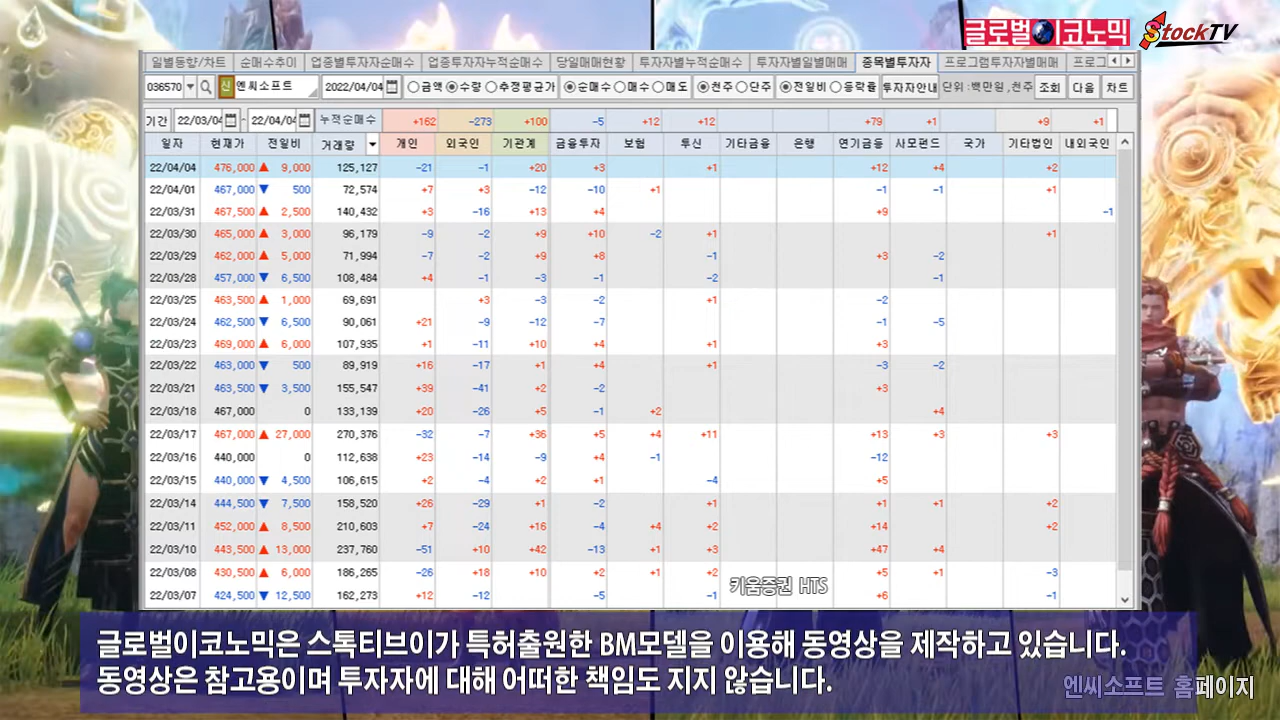 글로벌이코노믹 StockTV
일별동향/차트 순매수추이 업종별투자자순매수 업종투자자누적순매수 당일매매현황 투자자별누적순매수 투자자별일별매매 종목별투자자 프로그램투자자별매매 프로그
036570 신 엔씨소프트 2022/04/04 금액 수량 추정평균가 순매수 매수 매도 천주 단주 전일비 등락률 투자자안내 단위:백만원,천주 조회 다음 차트
기간 22/03/04 ~ 22/04/04 누적순매수 +162 -273 +100 -5 +12 +12 +79 +1 +9 +1
일자 현재가 전일비 거래량 개인 외국인 기관계 금융투자 보험 투신 기타금융 은행 연기금등 사모펀드 국가 기타법인 내외국인
22/04/04 476,000 ▲ 9,000 125,127 -21 -1 +20 +3 +1 +12 +4 +2
22/04/01 467,000 ▼ 500 72,574 +7 +3 -12 -10 +1 -1 -1 +1
22/03/31 467,500 ▲ 2,500 140,432 +3 -16 +13 +4 +9 -1
22/03/30 465,000 ▲ 3,000 96,179 -9 -2 +9 +10 -2 +1 +1
22/03/29 462,000 ▲ 5,000 71,994 -7 -2 +9 +8 -1 +3 -2
22/03/28 457,000 ▼ 6,500 108,484 +4 -1 -3 -1 -2 -1
22/03/25 463,500 ▲ 1,000 69,691 +3 -3 -2 +1 -2
22/03/24 462,500 ▼ 6,500 90,061 +21 -9 -12 -7 -1 -5
22/03/23 469,000 ▲ 6,000 107,935 +1 -11 +10 +4 +1 +3
22/03/22 463,000 ▼ 500 89,919 +16 -17 +1 +4 +1 -3 -2
22/03/21 463,500 ▼ 3,500 155,547 +39 -41 +2 -2 +3
22/03/18 467,000 0 133,139 +20 -26 +5 -1 +2 +4
22/03/17 467,000 ▲ 27,000 270,376 -32 -7 +36 +5 +4 +11 +13 +3 +3
22/03/16 440,000 0 112,638 +23 -14 -9 +4 -1 -12
22/03/15 440,000 ▼ 4,500 106,615 +2 -4 +2 +1 -4 +5
22/03/14 444,500 ▼ 7,500 158,520 +26 -29 +1 -2 +1 +1 +1 +2
22/03/11 452,000 ▲ 8,500 210,603 +7 -24 +16 -4 +4 +2 +14 +2
22/03/10 443,500 ▲ 13,000 237,760 -51 +10 +42 -13 +1 +3 +47 +4
22/03/08 430,500 ▲ 6,000 186,265 -26 +18 +10 +2 +1 +2 +5 +1 -3
22/03/07 424,500 ▼ 12,500 162,273 +12 -12 -5 -1 +6 -1
키움증권 HTS
글로벌이코노믹은 스톡티브이가 특허출원한 BM모델을 이용해 동영상을 제작하고 있습니다.
동영상은 참고용이며 투자자에 대해 어떠한 책임도 지지 않습니다.
엔씨소프트 홈페이지